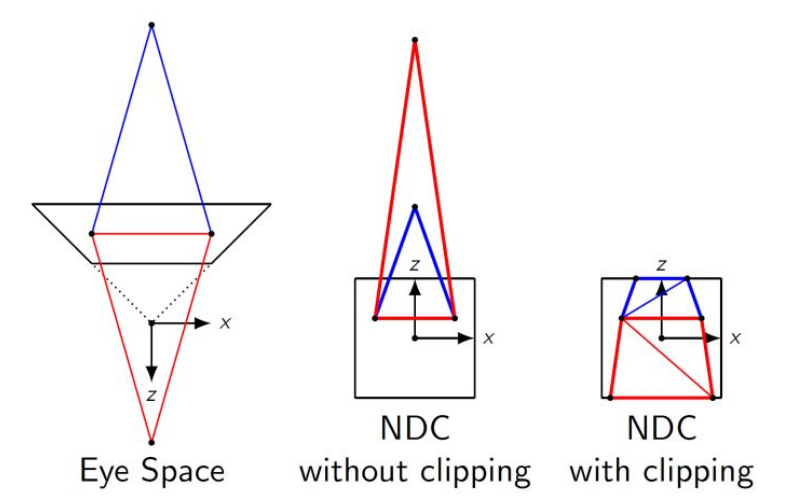 z
z
x
x
x
z
NDC
NDC
Eye Space
without clipping
with clipping